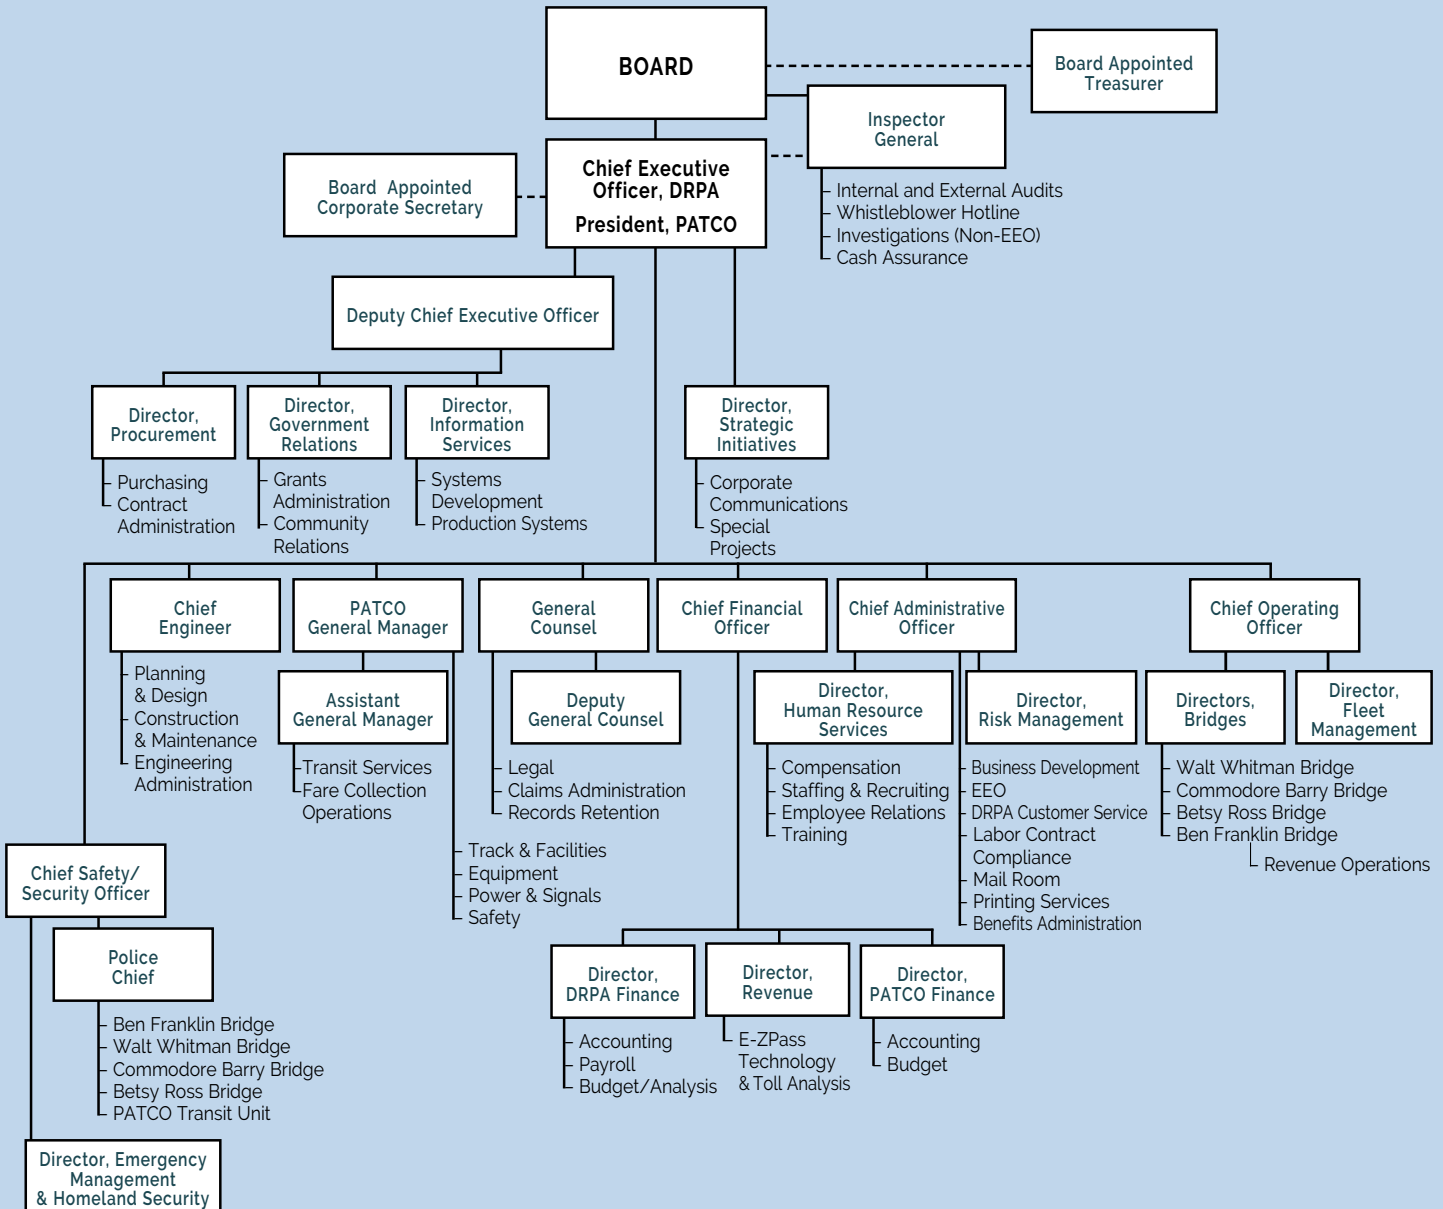 BOARD
Board Appointed
Treasurer
Inspector
General
Chief Executive
Officer, DRPA
President, PATCO
Board Appointed
Corporate Secretary
Internal and External Audits
Whistleblower Hotline
Investigations (Non-EEO)
Cash Assurance
Deputy Chief Executive Officer
Director,
Procurement
Director,
Government
Relations
Director,
Information
Services
Director,
Strategic
Initiatives
Purchasing
Contract
Administration
Grants
Administration
Community
Relations
Systems
Development
Production Systems
Corporate
Communications
Special
Projects
Chief
Engineer
PATCO
General Manager
General
Counsel
Chief Financial
Officer
Chief Administrative
Officer
Chief Operating
Officer
Planning
& Design
Construction
& Maintenance
Engineering
Administration
Assistant
General Manager
Deputy
General Counsel
Director,
Human Resource
Services
Director,
Risk Management
Directors,
Bridges
Director,
Fleet
Management
Transit Services
Fare Collection
Operations
Legal
Claims Administration
Records Retention
Compensation
Staffing & Recruiting
Employee Relations
Training
Business Development
EEO
DRPA Customer Service
Labor Contract
Compliance
Mail Room
Printing Services
Benefits Administration
Walt Whitman Bridge
Commodore Barry Bridge
Betsy Ross Bridge
Ben Franklin Bridge
Revenue Operations
Track & Facilities
Equipment
Power & Signals
Safety
Chief Safety/
Security Officer
Police
Chief
Ben Franklin Bridge
Walt Whitman Bridge
Commodore Barry Bridge
Betsy Ross Bridge
PATCO Transit Unit
Director, Emergency
Management
& Homeland Security
Director,
DRPA Finance
Director,
Revenue
Director,
PATCO Finance
Accounting
Payroll
Budget/Analysis
E-ZPass
Technology
& Toll Analysis
Accounting
Budget